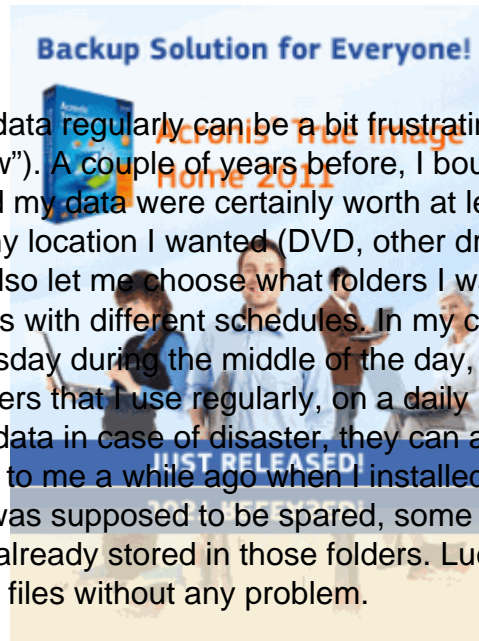 Backup Solution for Everyone!
Acronis
Acronis® True Image
Home 2011
data regularly can be a bit frustratin
w”). A couple of years before, I bou
d my data were certainly worth at le
ny location I wanted (DVD, other dr
also let me choose what folders I wa
s with different schedules. In my c
sday during the middle of the day,
ers that I use regularly, on a daily
data in case of disaster, they can a
JUST RELEASED!
to me a while ago when I installed
was supposed to be spared, some
already stored in those folders. Luc
files without any problem.